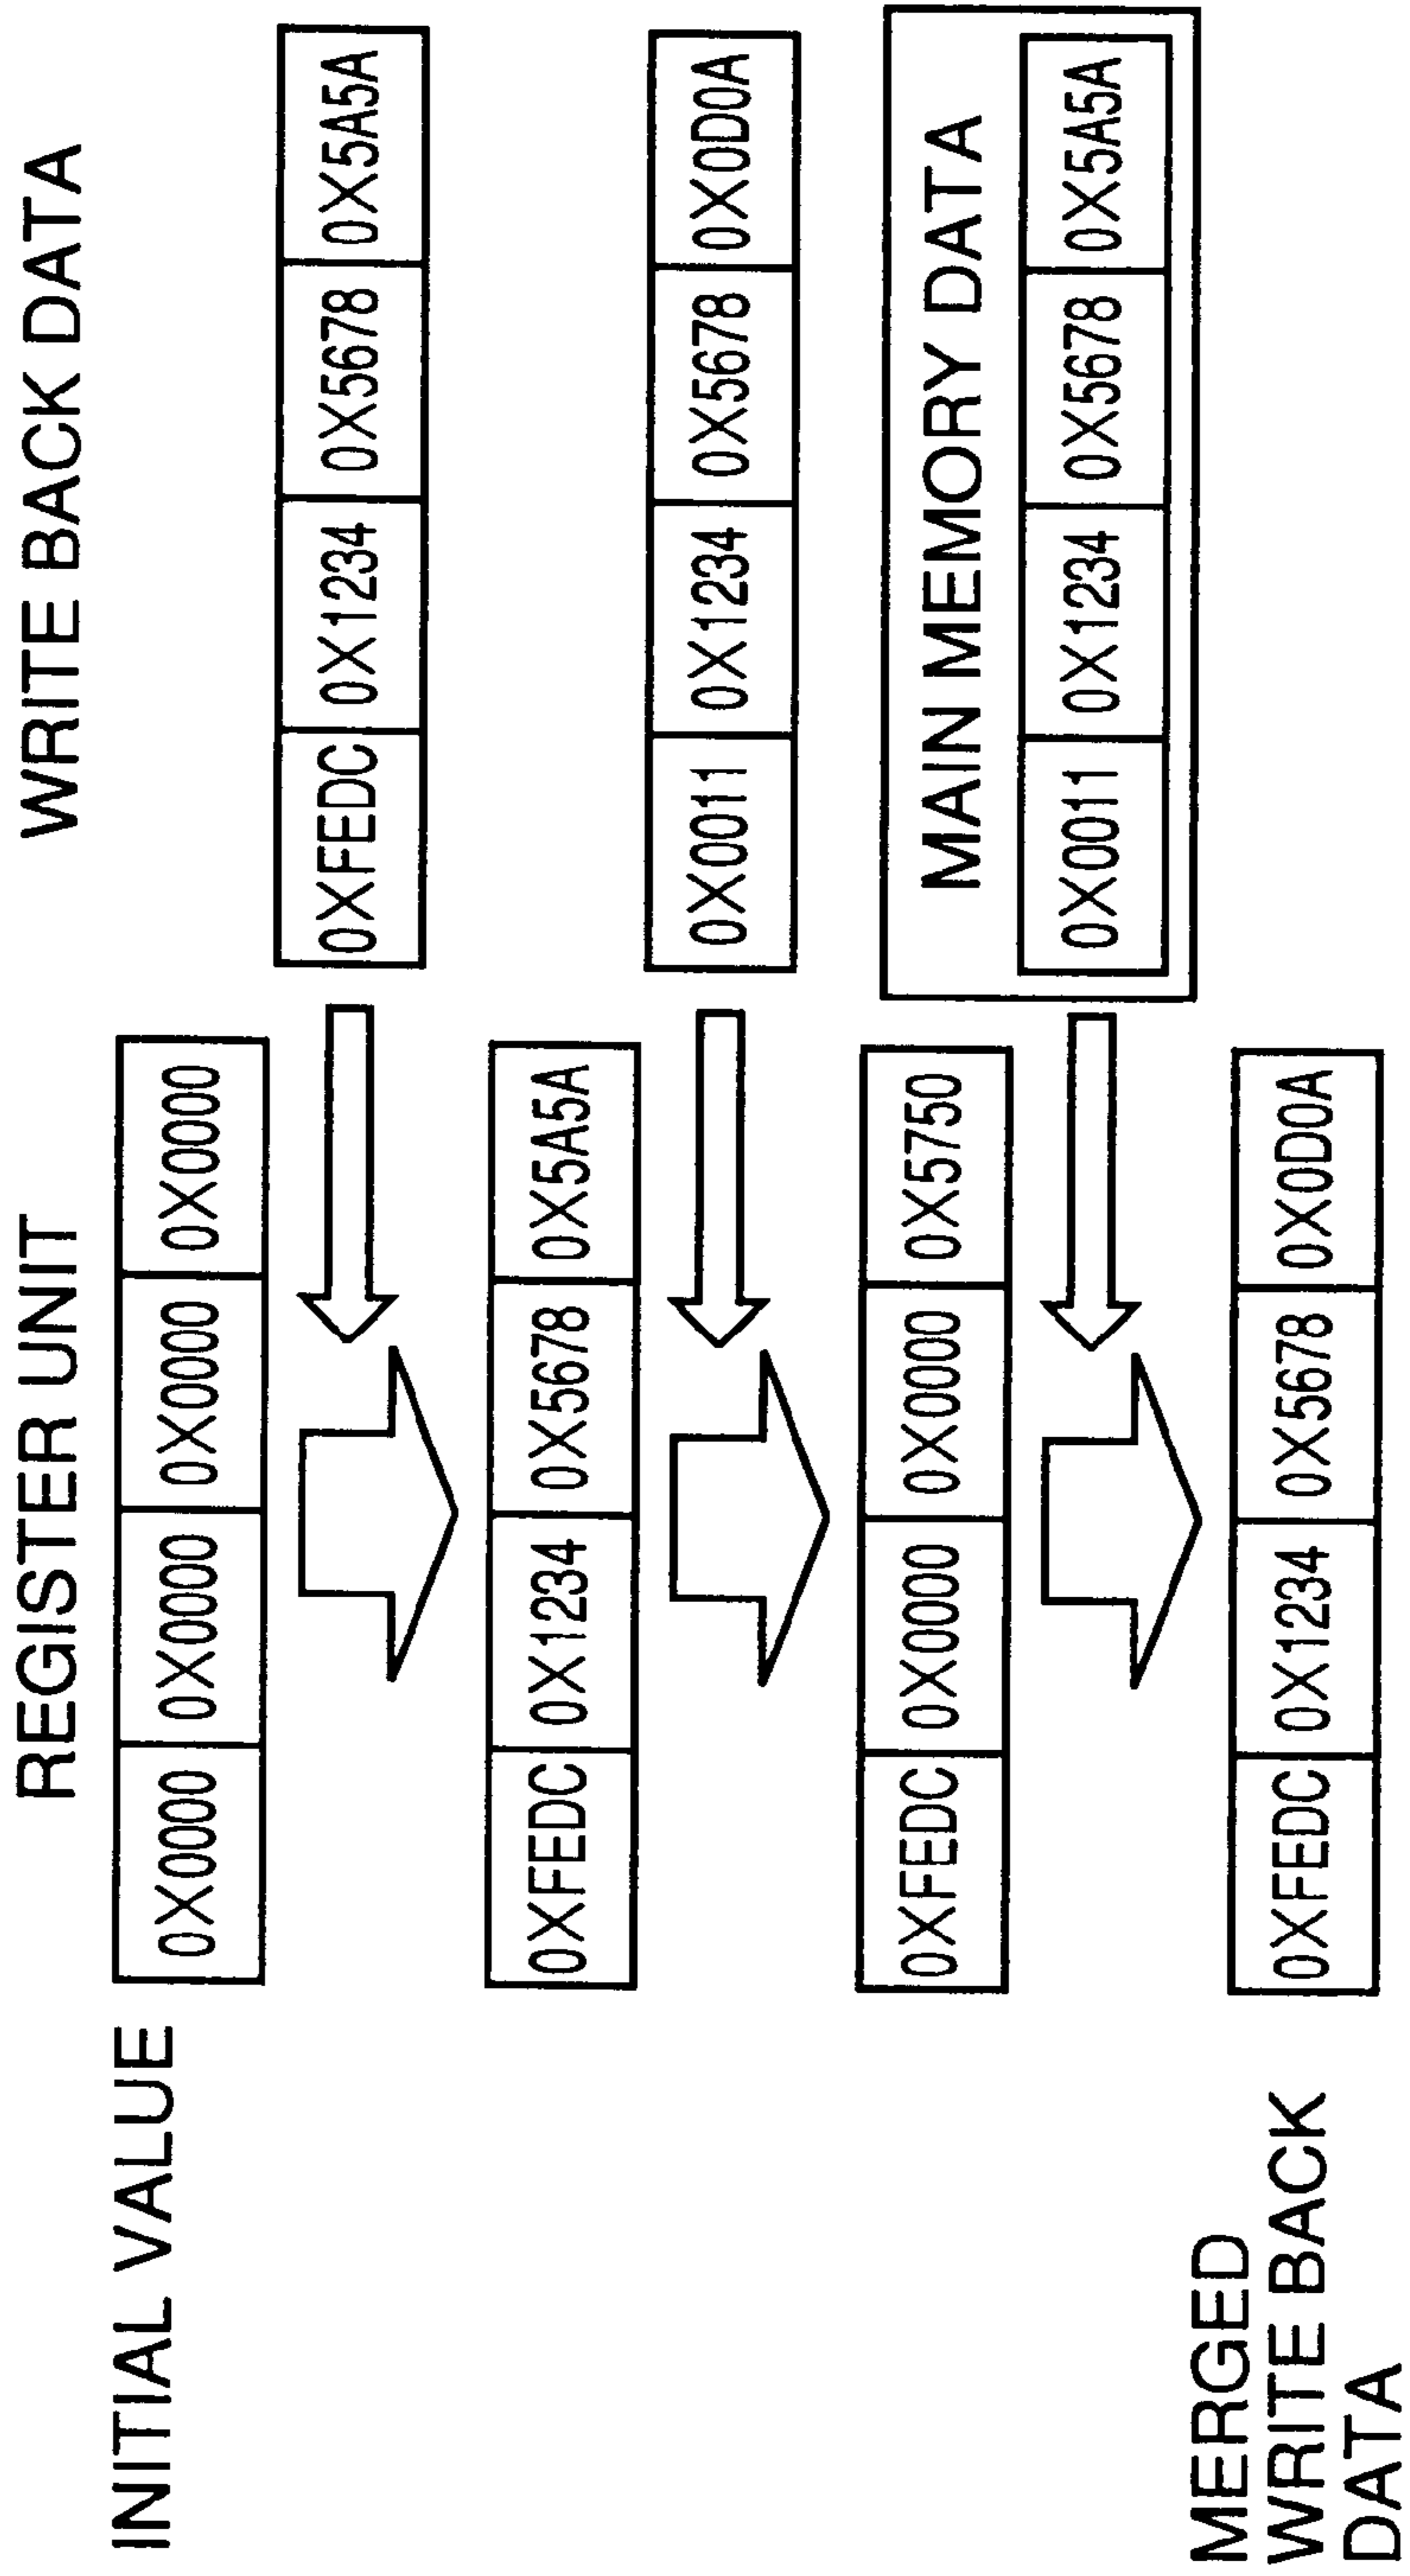 REGISTER UNIT
WRITE BACK DATA
INITIAL VALUE
0X0000 0X0000 0X0000 0X0000
0XFEDC 0X1234 0X5678 0X5A5A
0XFEDC 0X1234 0X5678 0X5A5A
0X0011 0X1234 0X5678 0X0D0A
0XFEDC 0X0000 0X0000 0X5750
MAIN MEMORY DATA
0X0011 0X1234 0X5678 0X5A5A
MERGED
WRITE BACK
DATA
0XFEDC 0X1234 0X5678 0X0D0A